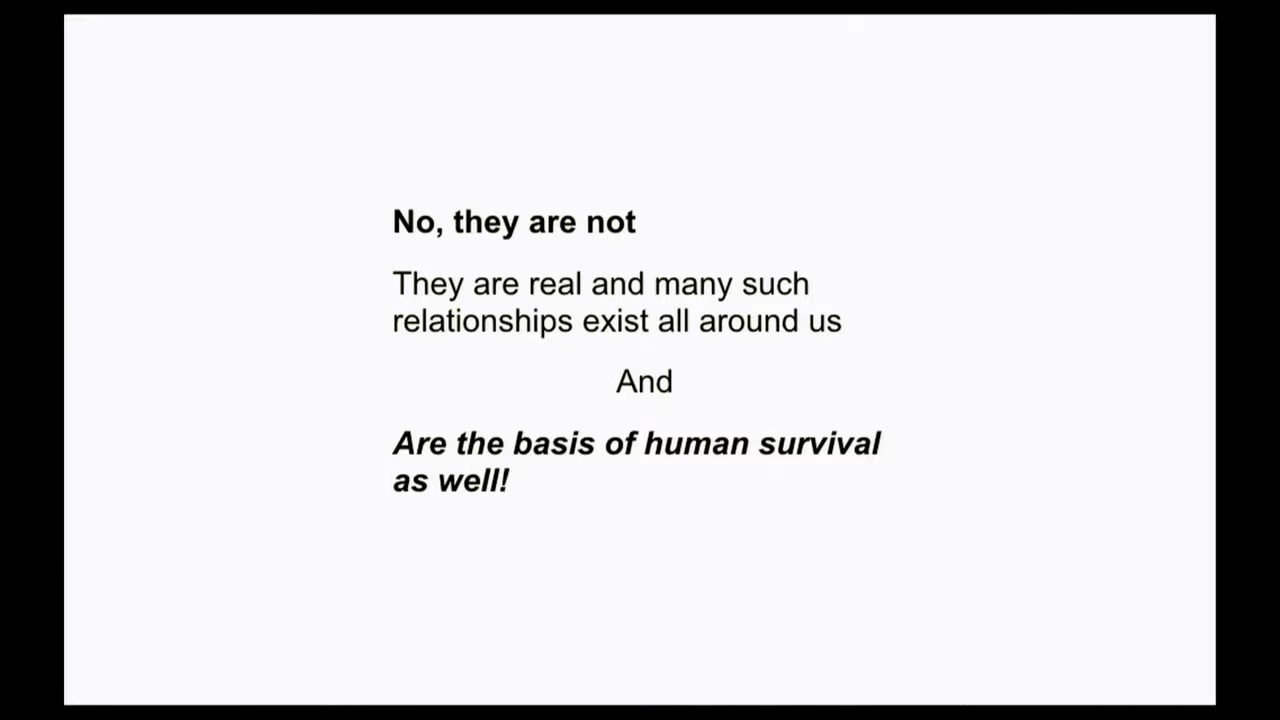 No, they are not
They are real and many such
relationships exist all around us
And
Are the basis of human survival
as well!